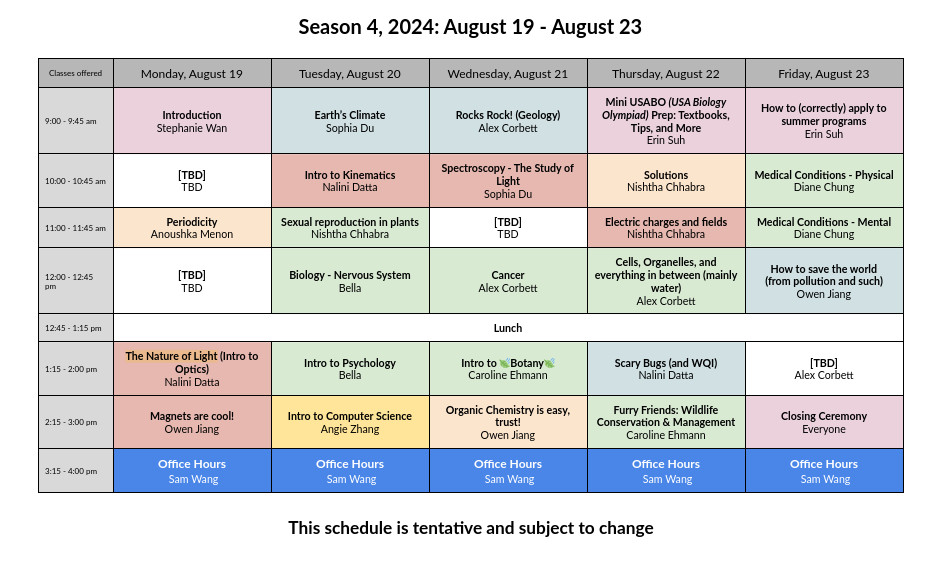 Season 4, 2024: August 19 - August 23
Classes offered
Monday, August 19
Tuesday, August 20
Wednesday, August 21
Thursday, August 22
Friday, August 23
9:00 - 9:45 am
Introduction
Stephanie Wan
Earth's Climate
Sophia Du
Rocks Rock! (Geology)
Alex Corbett
Mini USABO (USA Biology
Olympiad) Prep: Textbooks,
Tips, and More
Erin Suh
How to (correctly) apply to
summer programs
Erin Suh
10:00 - 10:45 am
[TBD]
TBD
Intro to Kinematics
Nalini Datta
Spectroscopy - The Study of
Light
Sophia Du
Solutions
Nishtha Chhabra
Medical Conditions - Physical
Diane Chung
11:00 - 11:45 am
Periodicity
Anoushka Menon
Sexual reproduction in plants
Nishtha Chhabra
[TBD]
TBD
Electric charges and fields
Nishtha Chhabra
Medical Conditions - Mental
Diane Chung
12:00 - 12:45
pm
[TBD]
TBD
Biology - Nervous System
Bella
Cancer
Alex Corbett
Cells, Organelles, and
everything in between (mainly
water)
Alex Corbett
How to save the world
(from pollution and such)
Owen Jiang
12:45 - 1:15 pm
Lunch
1:15 - 2:00 pm
The Nature of Light (Intro to
Optics)
Nalini Datta
Intro to Psychology
Bella
Intro to 🌿Botany🌿
Caroline Ehmann
Scary Bugs (and WQI)
Nalini Datta
[TBD]
Alex Corbett
2:15 - 3:00 pm
Magnets are cool!
Owen Jiang
Intro to Computer Science
Angie Zhang
Organic Chemistry is easy,
trust!
Owen Jiang
Furry Friends: Wildlife
Conservation & Management
Caroline Ehmann
Closing Ceremony
Everyone
3:15 - 4:00 pm
Office Hours
Sam Wang
Office Hours
Sam Wang
Office Hours
Sam Wang
Office Hours
Sam Wang
Office Hours
Sam Wang
This schedule is tentative and subject to change